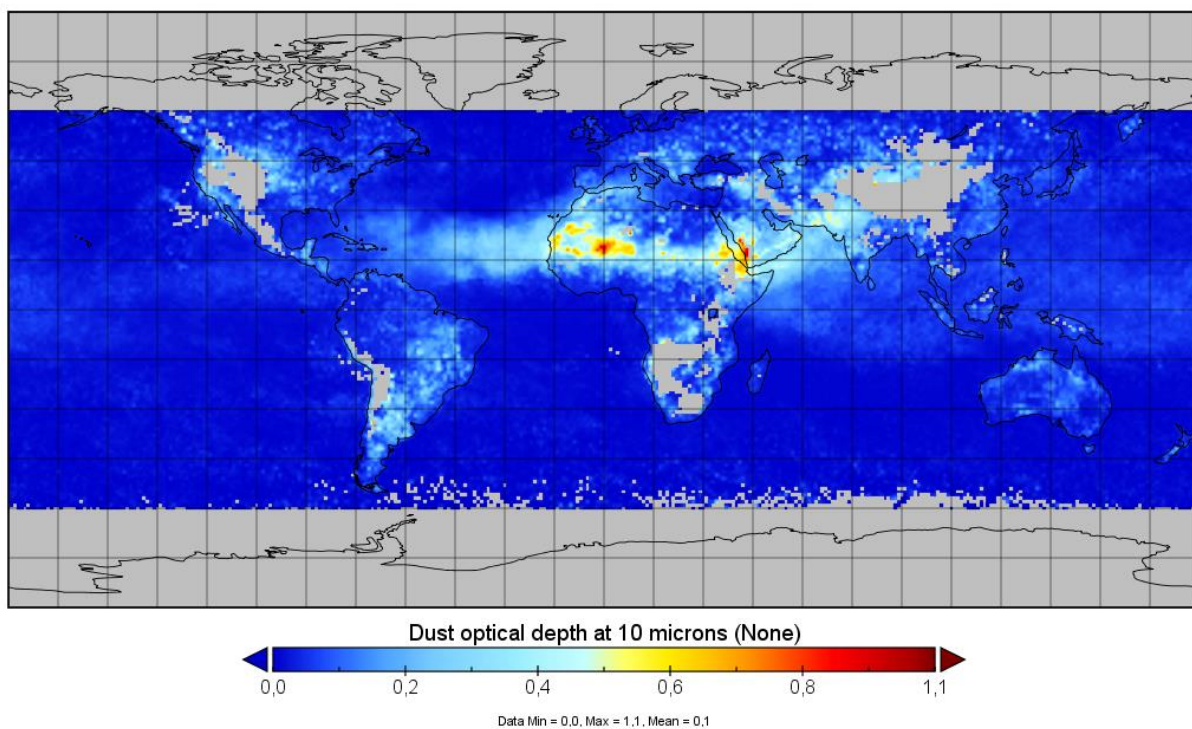 Dust optical depth at 10 microns (None)
0,0 0,2 0,4 0,6 0,8 1,1
Data Min = 0,0, Max = 1,1, Mean = 0,1